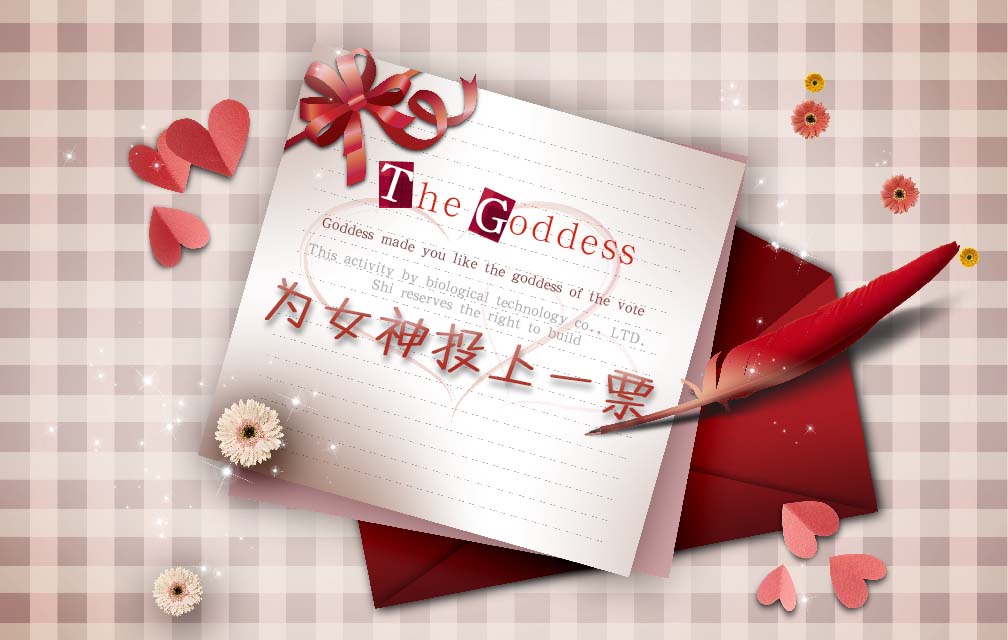 The Goddess
Goddess made you like the goddess of the vote
This activity by biological technology co., LTD.
Shi reserves the right to build
为女神投上一票